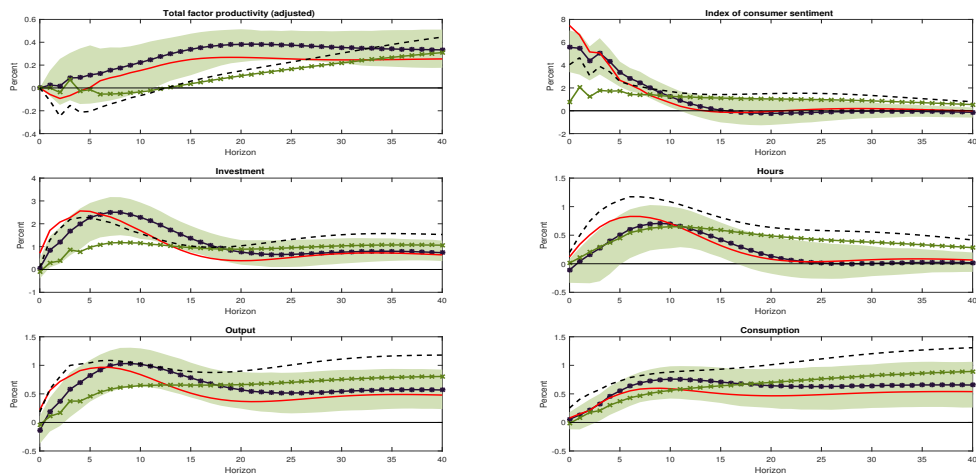 Total factor productivity (adjusted)
0.6
0.4
0.2
0
0.2
0.4
Percent
0 5 10 15 20 25 30 35 40
Horizon
Index of consumer sentiment
8
6
4
2
0
-2
Percent
0 5 10 15 20 25 30 35 40
Horizon
Investment
4
3
2
1
0
-1
Percent
0 5 10 15 20 25 30 35 40
Horizon
Hours
1.5
1
0.5
0
-0.5
Percent
0 5 10 15 20 25 30 35 40
Horizon
Output
1.5
1
0.5
0
-0.5
Percent
0 5 10 15 20 25 30 35 40
Horizon
Consumption
1.5
1
0.5
0
-0.5
Percent
0 5 10 15 20 25 30 35 40
Horizon